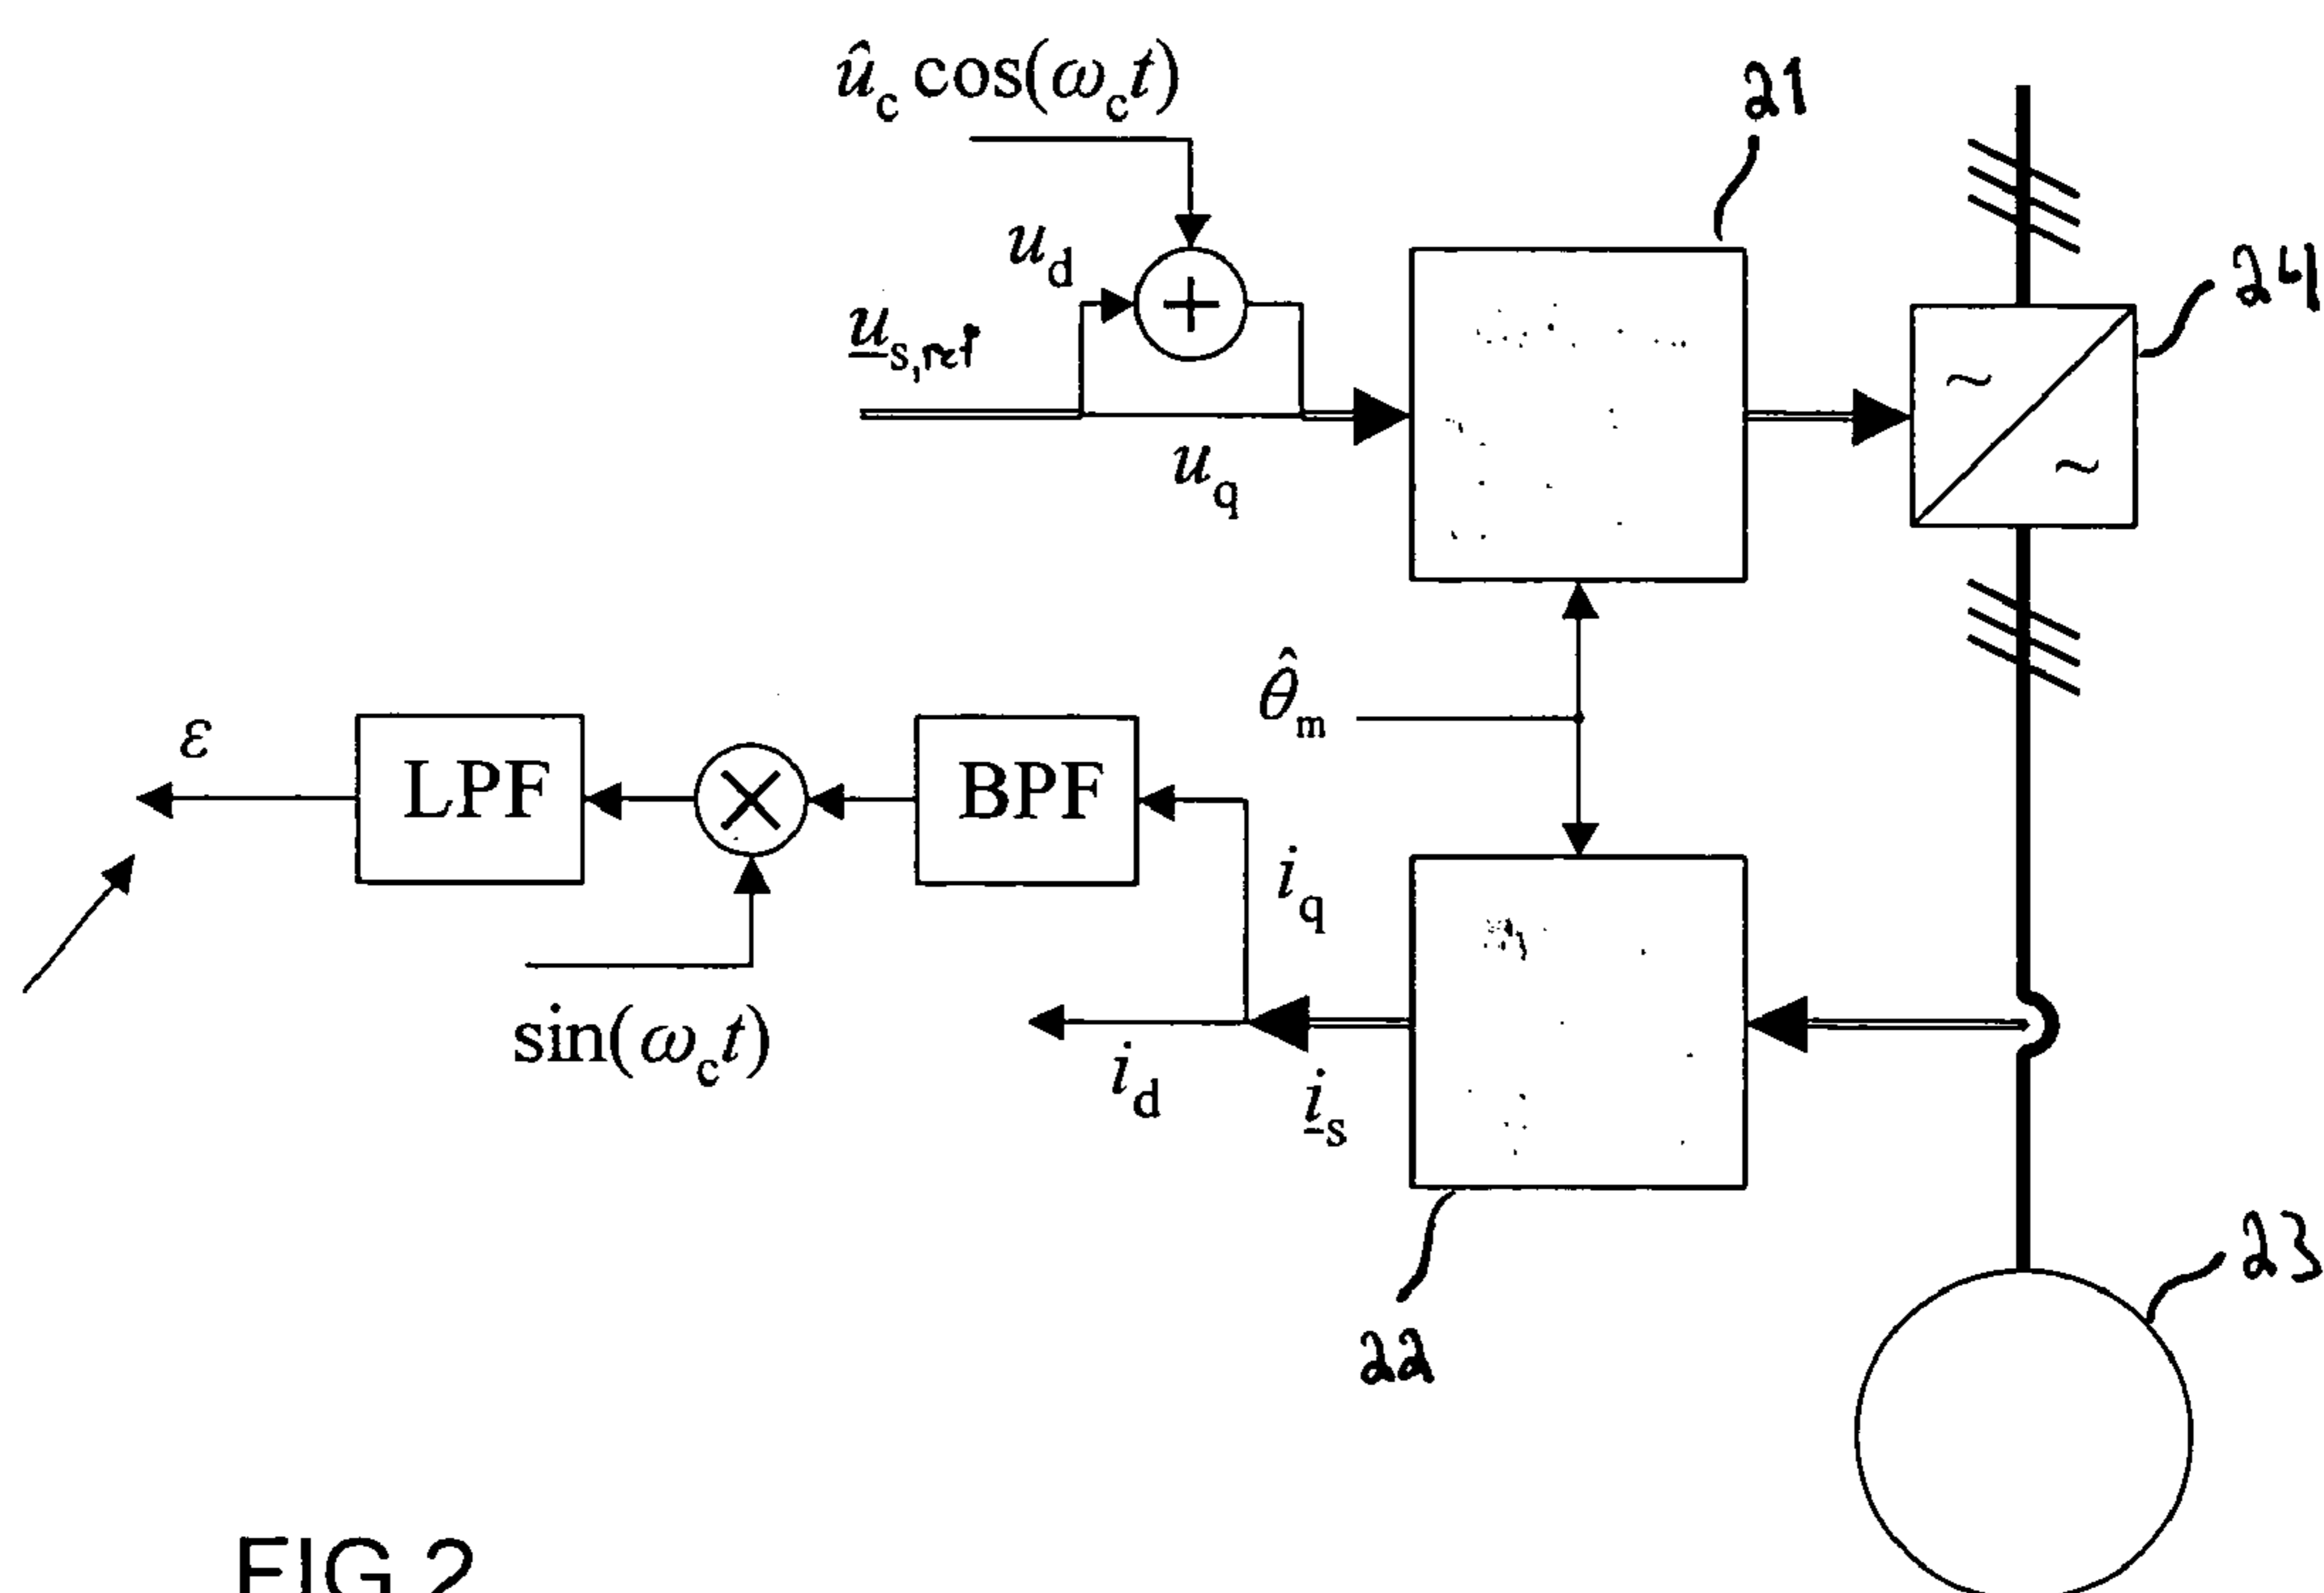 û_c cos(ω_c t)
21
u_d
24
u_s,ref
u_q
θ̂_m
ε
LPF
BPF
i_q
sin(ω_c t)
i_d
i_s
22
23
FIG 2